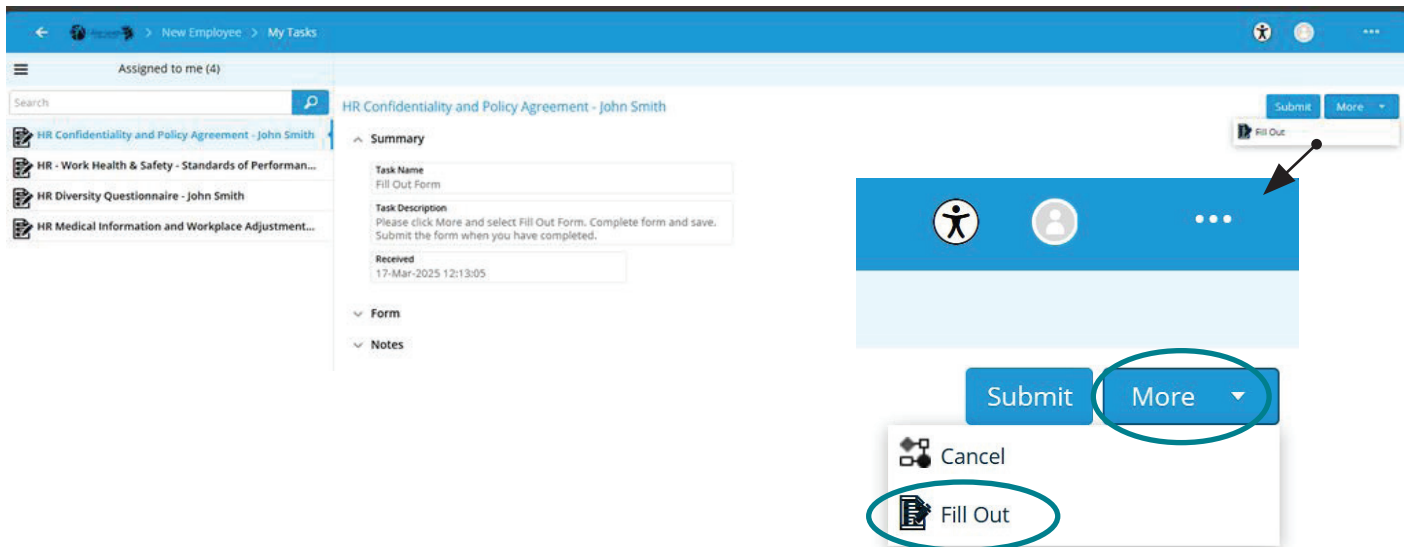 > New Employee > My Tasks
Assigned to me (4)
Search
HR Confidentiality and Policy Agreement - John Smith
HR - Work Health & Safety - Standards of Performan...
HR Diversity Questionnaire - John Smith
HR Medical Information and Workplace Adjustment...
HR Confidentiality and Policy Agreement - John Smith
Submit More
Fill Out
Summary
Task Name
Fill Out Form
Task Description
Please click More and select Fill Out Form. Complete form and save.
Submit the form when you have completed.
Received
17-Mar-2025 12:13:05
Form
Notes
Submit More
Cancel
Fill Out